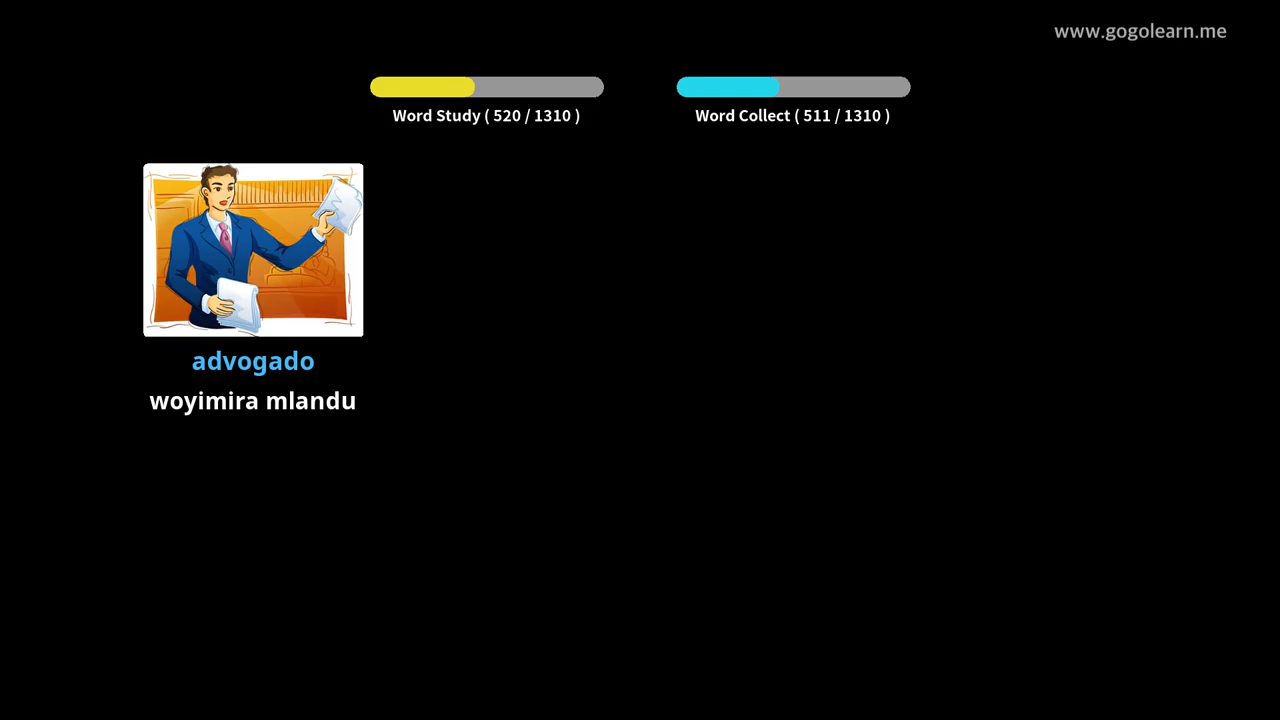 www.gogolearn.me
Word Study ( 520 / 1310 )
Word Collect ( 511 / 1310 )
advogado
woyimira mlandu